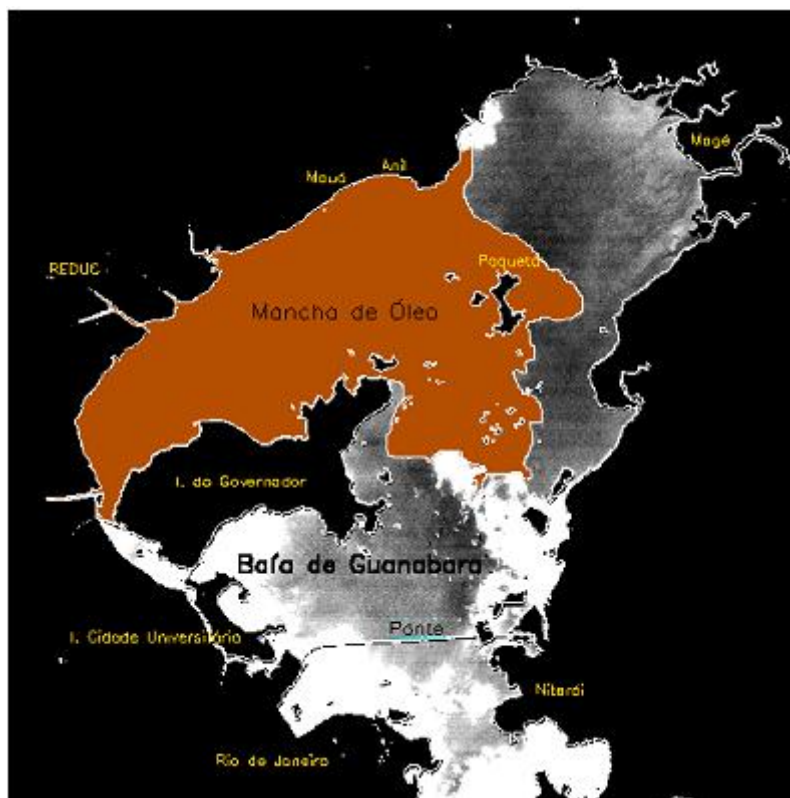 Magé
Anil
Mauá
Paquetá
REDUC
Mancha de Óleo
I. do Governador
Baía de Guanabara
Ponte
I. Cidade Universitária
Niterói
Rio de Janeiro